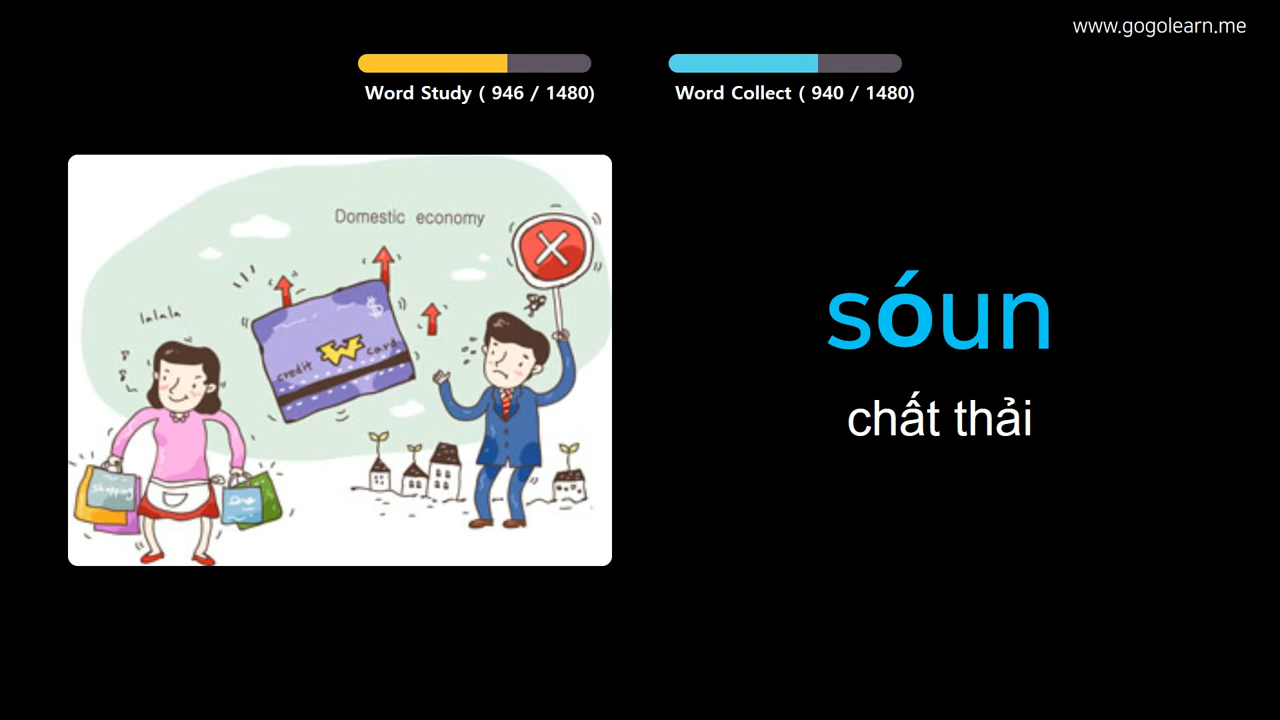 www.gogolearn.me
Word Study ( 946 / 1480)
Word Collect ( 940 / 1480)
Domestic economy
lalala
credit card
shopping
sóun
chất thải